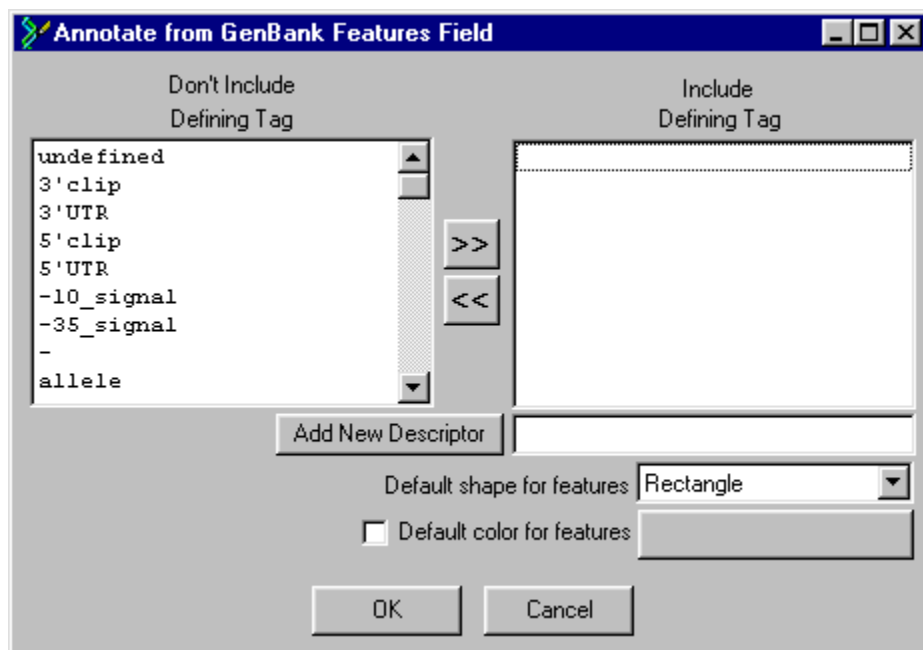 Annotate from GenBank Features Field
Don't Include
Defining Tag
Include
Defining Tag
undefined
3'clip
3'UTR
5'clip
5'UTR
-10_signal
-35_signal
-
allele
>>
<<
Add New Descriptor
Default shape for features Rectangle
Default color for features
OK Cancel